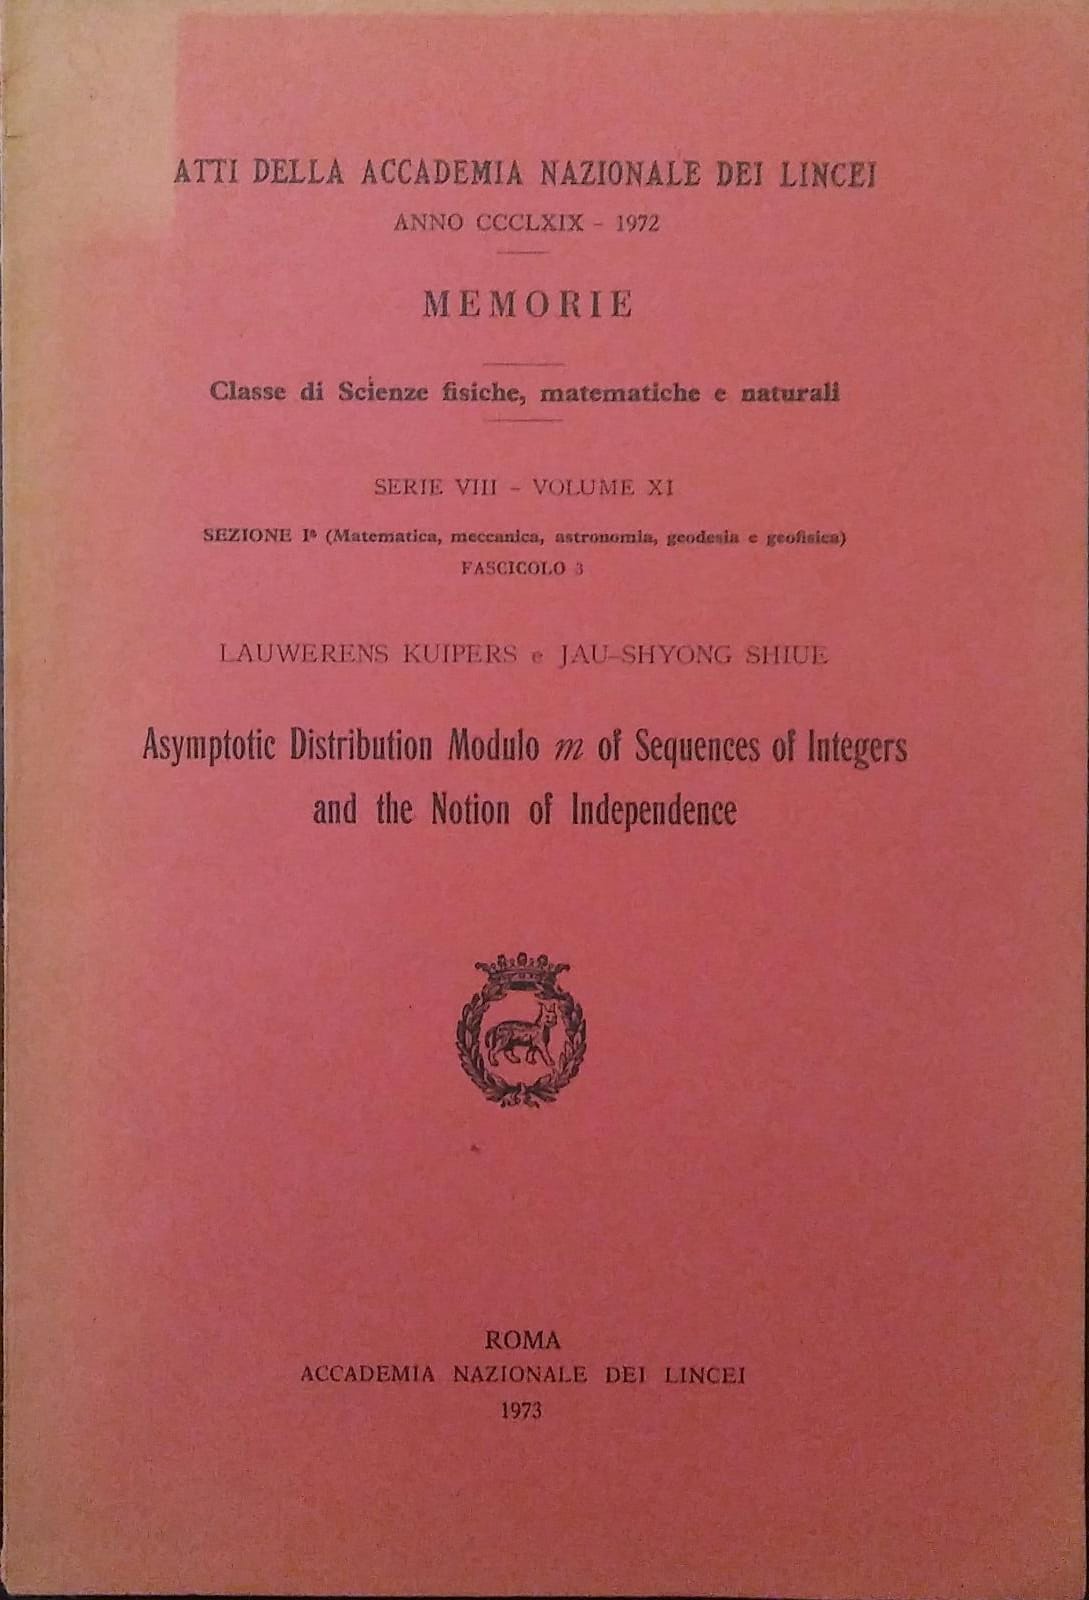 ATTI DELLA ACCADEMIA NAZIONALE DEI LINCEI
ANNO CCCLXIX – 1972
MEMORIE
Classe di Scienze fisiche, matematiche e naturali
SERIE VIII – VOLUME XI
SEZIONE Iª (Matematica, meccanica, astronomia, geodesia e geofisica)
FASCICOLO 3
LAUWERENS KUIPERS e JAU–SHYONG SHIUE
Asymptotic Distribution Modulo m of Sequences of Integers
and the Notion of Independence
ROMA
ACCADEMIA NAZIONALE DEI LINCEI
1973